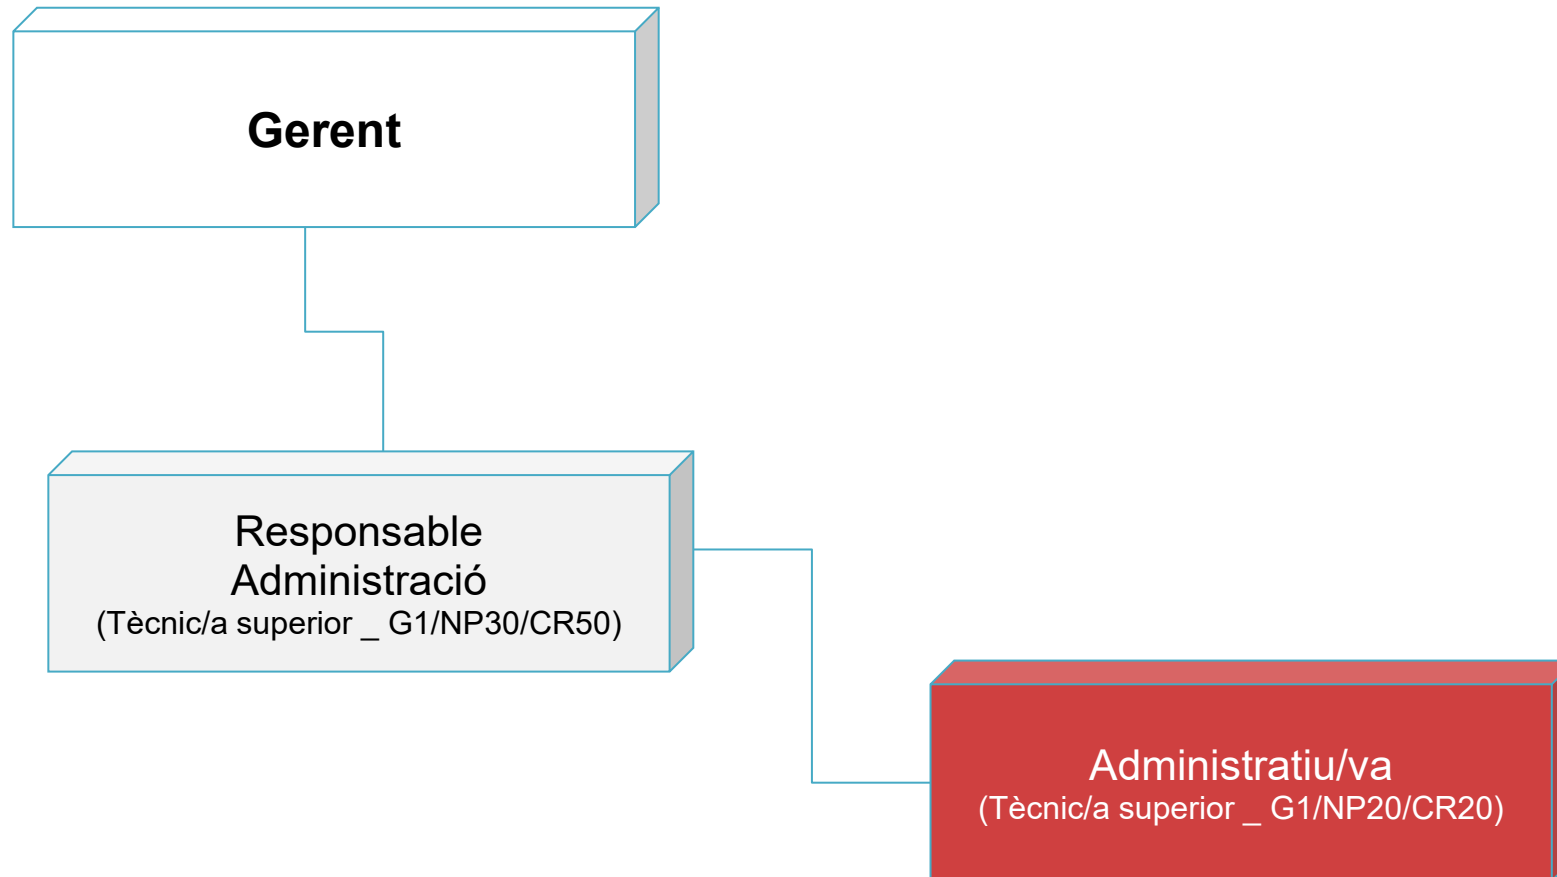 Gerent
Responsable
Administració
(Tècnic/a superior _ G1/NP30/CR50)
Administratiu/va
(Tècnic/a superior _ G1/NP20/CR20)